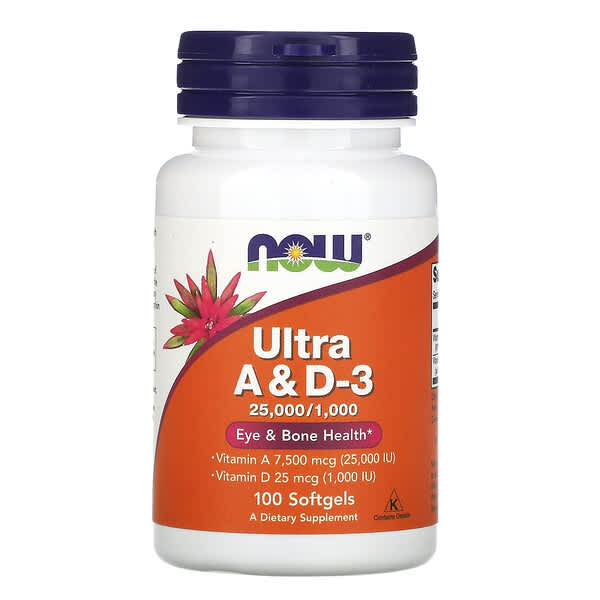 NOW®
Ultra
A & D-3
25,000/1,000
Eye & Bone Health*
• Vitamin A 7,500 mcg (25,000 IU)
• Vitamin D 25 mcg (1,000 IU)
100 Softgels
A Dietary Supplement
K
Contains Gelatin